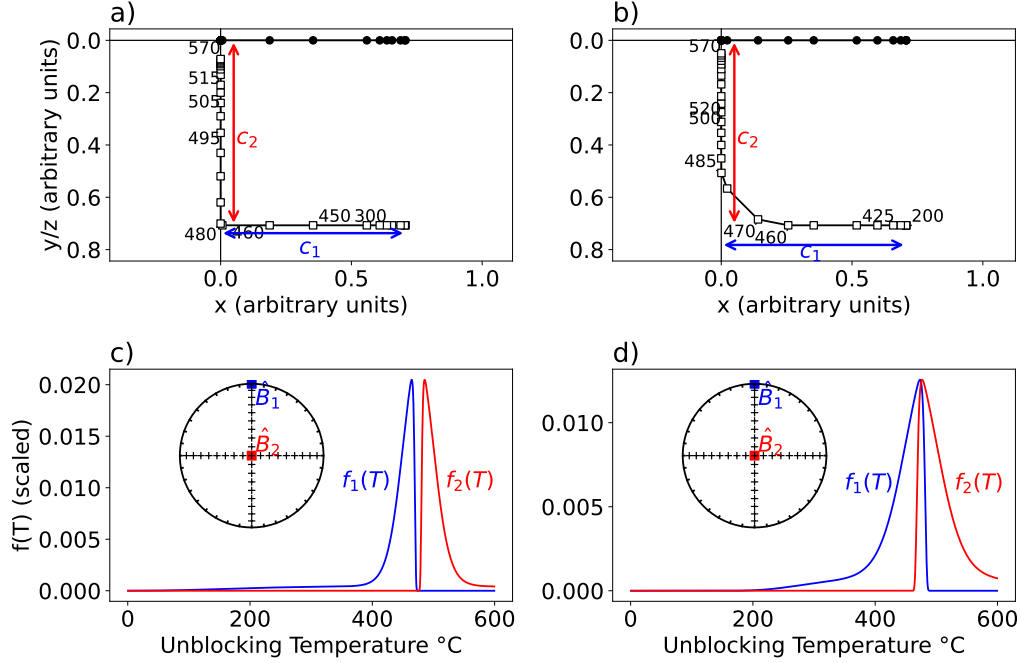 a)
b)
0.0
0.2
0.4
0.6
0.8
y/z (arbitrary units)
570
515
505
495
480
460
450
300
c2
c1
0.0
0.5
1.0
x (arbitrary units)
0.0
0.2
0.4
0.6
0.8
570
520
500
485
470
460
425
200
c2
c1
0.0
0.5
1.0
x (arbitrary units)
c)
d)
0.020
0.015
0.010
0.005
0.000
f(T) (scaled)
B̂1
B̂2
f1(T)
f2(T)
0
200
400
600
Unblocking Temperature °C
0.010
0.005
0.000
B̂1
B̂2
f1(T)
f2(T)
0
200
400
600
Unblocking Temperature °C